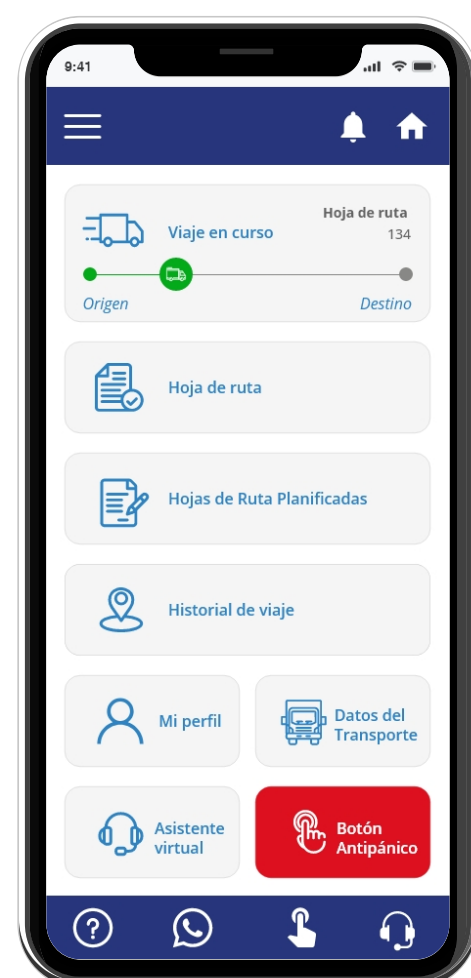 9:41
Hoja de ruta
Viaje en curso
134
Origen
Destino
Hoja de ruta
Hojas de Ruta Planificadas
Historial de viaje
Mi perfil
Datos del
Transporte
Asistente
virtual
Botón
Antipánico